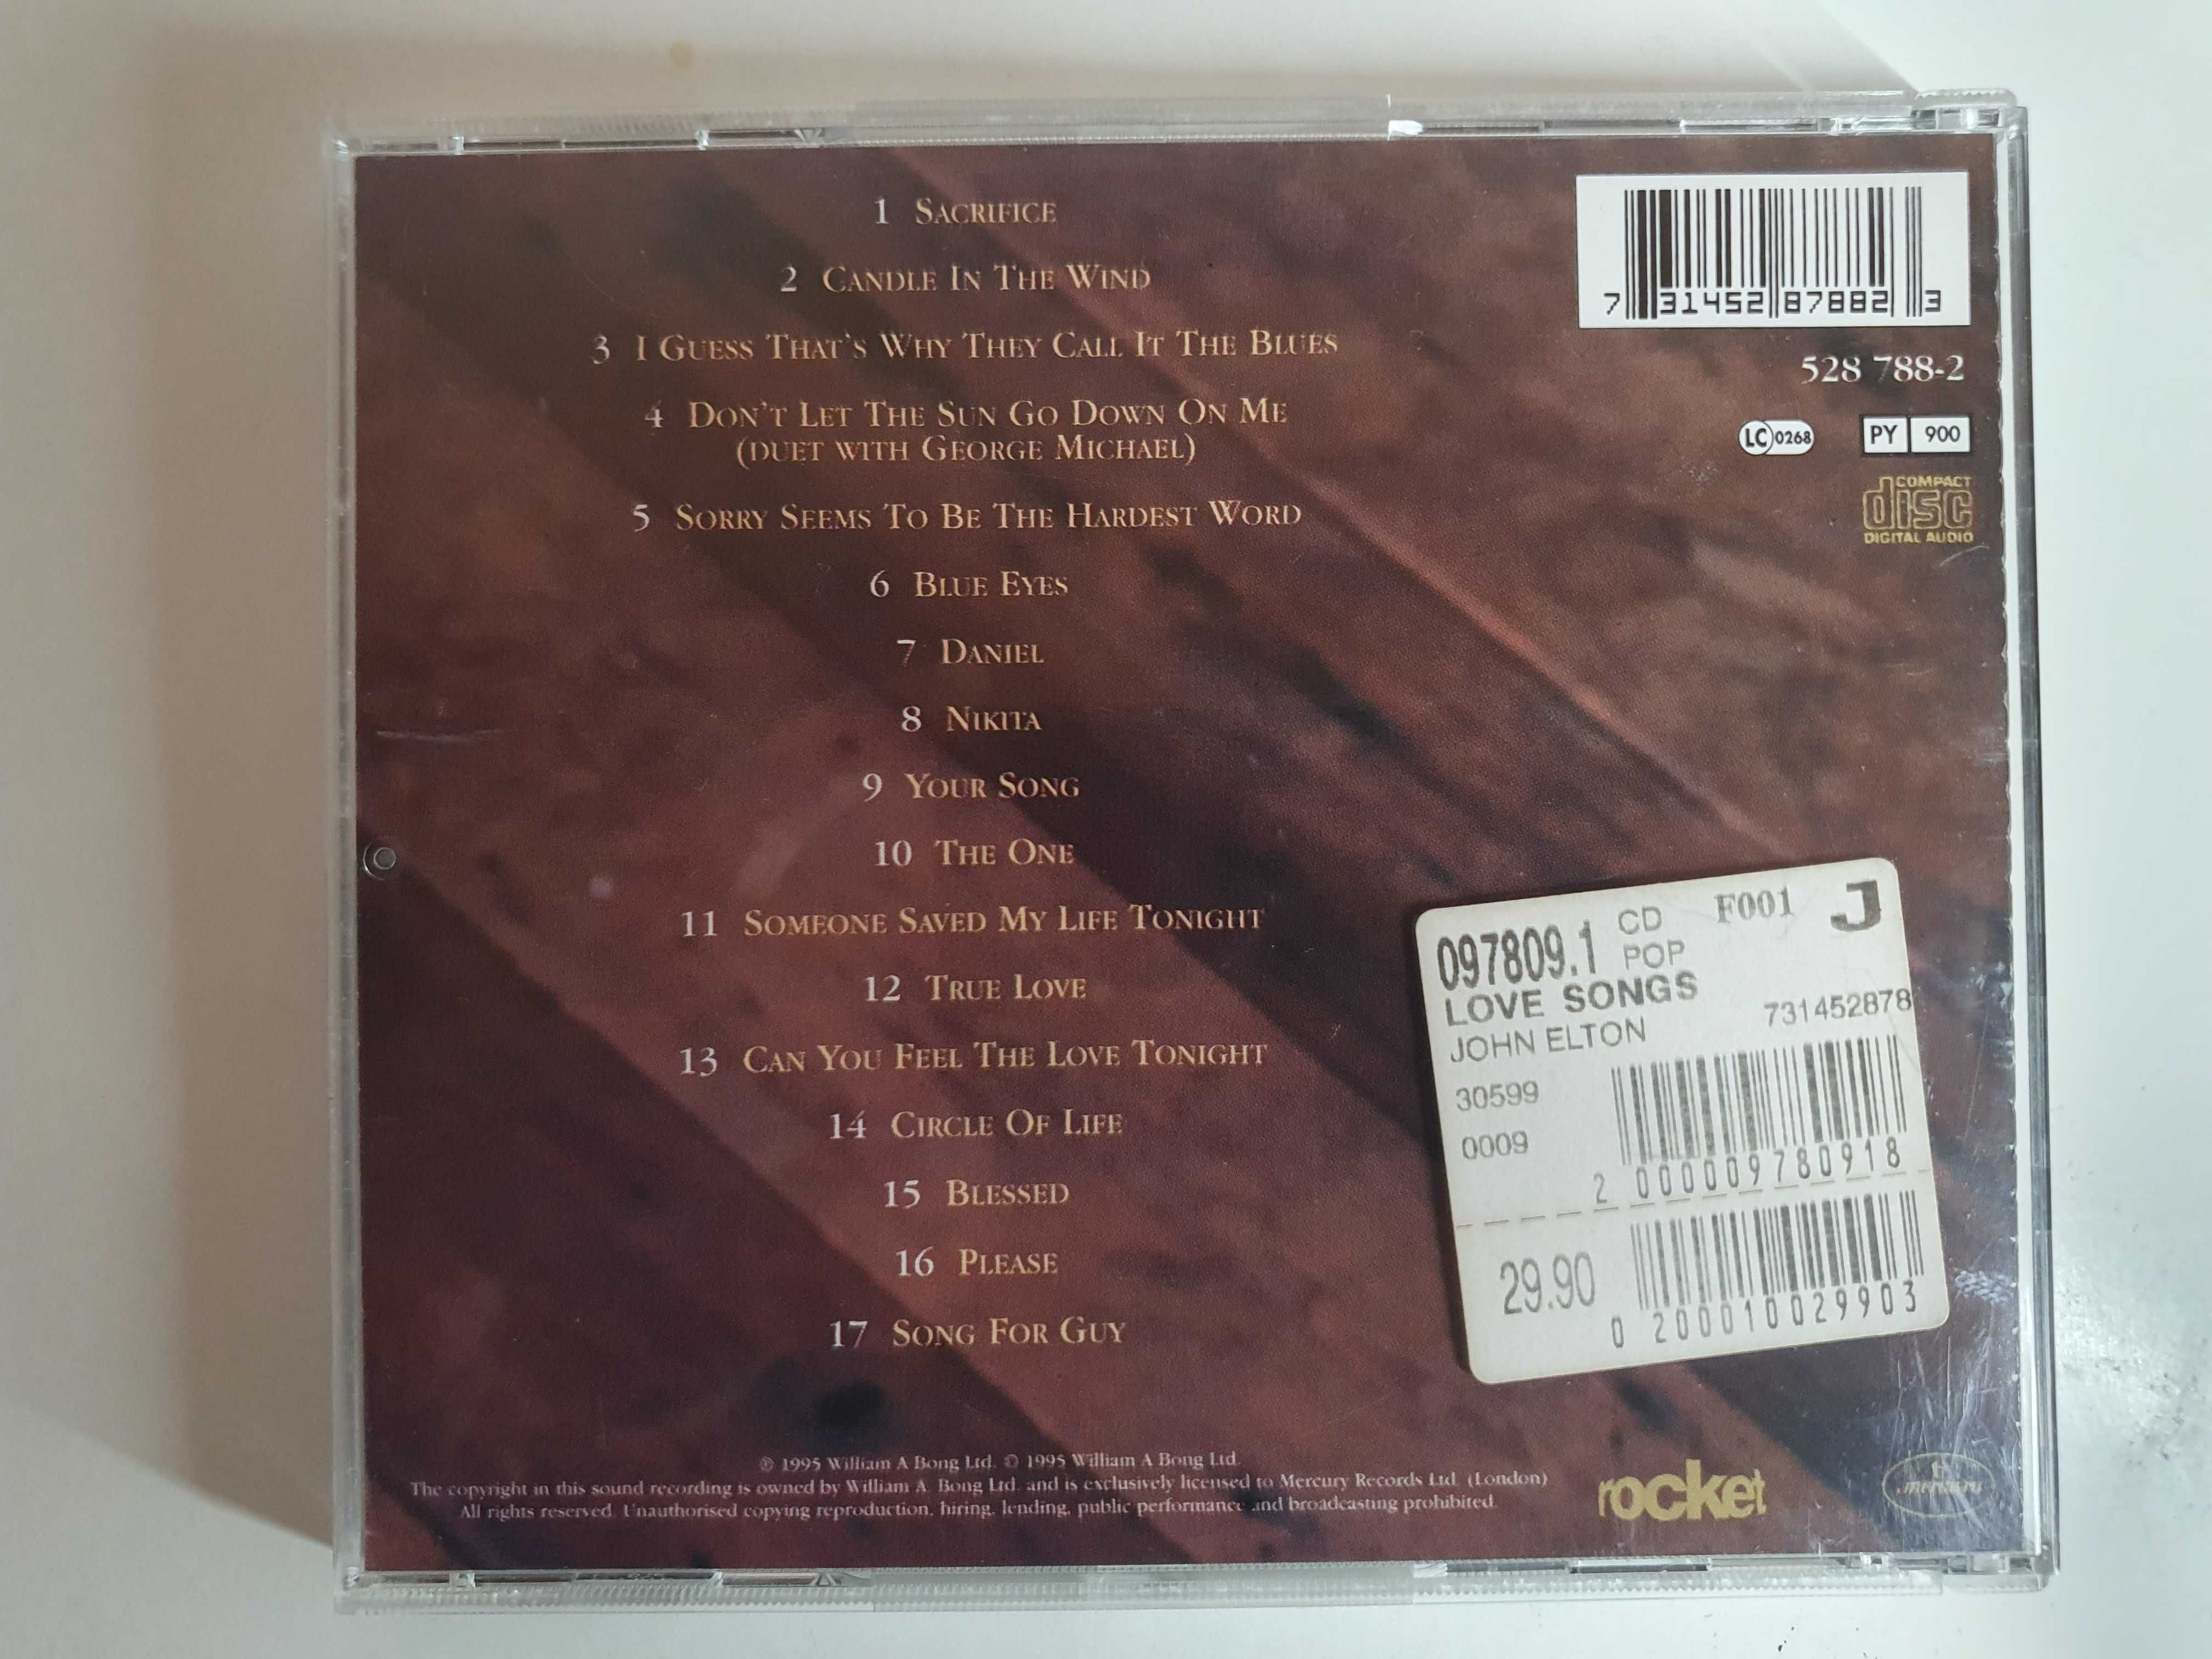 1 Sacrifice
2 Candle In The Wind
3 I Guess That's Why They Call It The Blues
4 Don't Let The Sun Go Down On Me
(duet with George Michael)
5 Sorry Seems To Be The Hardest Word
6 Blue Eyes
7 Daniel
8 Nikita
9 Your Song
10 The One
11 Someone Saved My Life Tonight
12 True Love
13 Can You Feel The Love Tonight
14 Circle Of Life
15 Blessed
16 Please
17 Song For Guy
7 31452 87882 3
528 788-2
LC 0268 PY 900
COMPACT
disc
DIGITAL AUDIO
097809.1 CD POP F001 J
LOVE SONGS
JOHN ELTON 731452878
30599
0009
2 000009780918
29.90
0 200010029903
℗ 1995 William A Bong Ltd. © 1995 William A Bong Ltd.
The copyright in this sound recording is owned by William A. Bong Ltd. and is exclusively licensed to Mercury Records Ltd. (London)
All rights reserved. Unauthorised copying reproduction, hiring, lending, public performance and broadcasting prohibited.
rocket
mercury